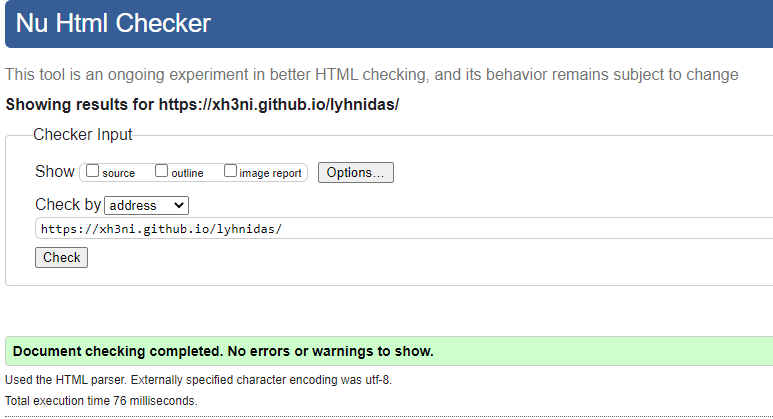 Nu Html Checker
This tool is an ongoing experiment in better HTML checking, and its behavior remains subject to change
Showing results for https://xh3ni.github.io/lyhnidas/
Checker Input
Show source outline image report Options...
Check by address
https://xh3ni.github.io/lyhnidas/
Check
Document checking completed. No errors or warnings to show.
Used the HTML parser. Externally specified character encoding was utf-8.
Total execution time 76 milliseconds.